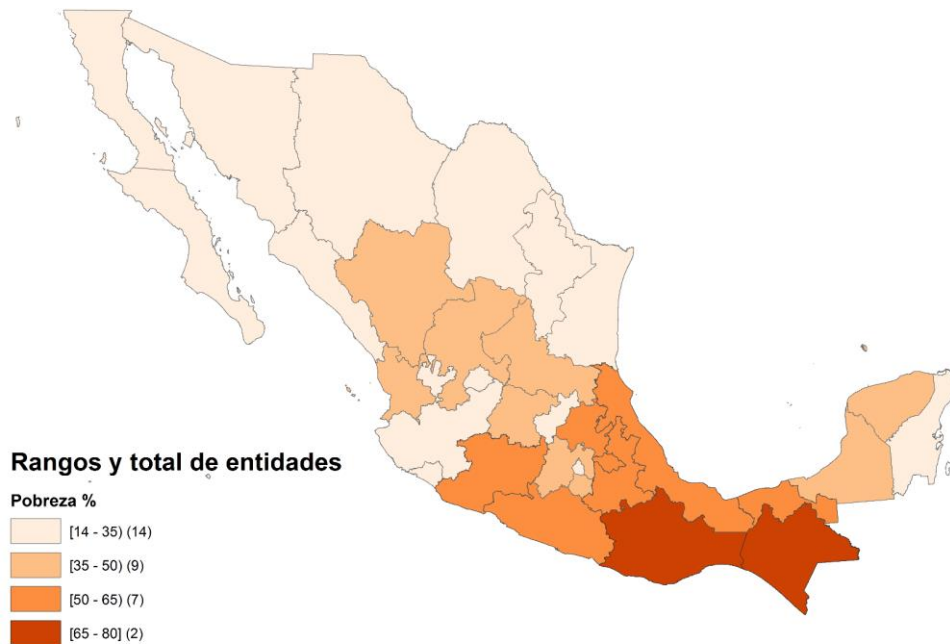 Rangos y total de entidades
Pobreza %
[14 - 35) (14)
[35 - 50) (9)
[50 - 65) (7)
[65 - 80] (2)